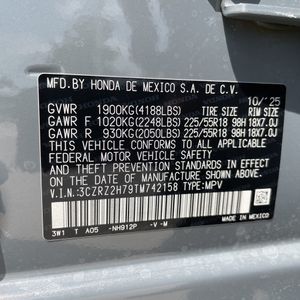 MFD.BY HONDA DE MEXICO S.A. DE C.V.
10/'25
TIRE SIZE RIM SIZE
GVWR 1900KG(4188LBS)
GAWR F 1020KG(2248LBS) 225/55R18 98H 18X7.0J
GAWR R 930KG(2050LBS) 225/55R18 98H 18X7.0J
THIS VEHICLE CONFORMS TO ALL APPLICABLE
FEDERAL MOTOR VEHICLE SAFETY AND
THEFT PREVENTION STANDARDS IN EFFECT ON
THE DATE OF MANUFACTURE SHOWN ABOVE.
V.I.N.:3CZRZ2H79TM742158 TYPE:MPV
MADE IN MEXICO
3W1 T A05 -NH912P -V -M